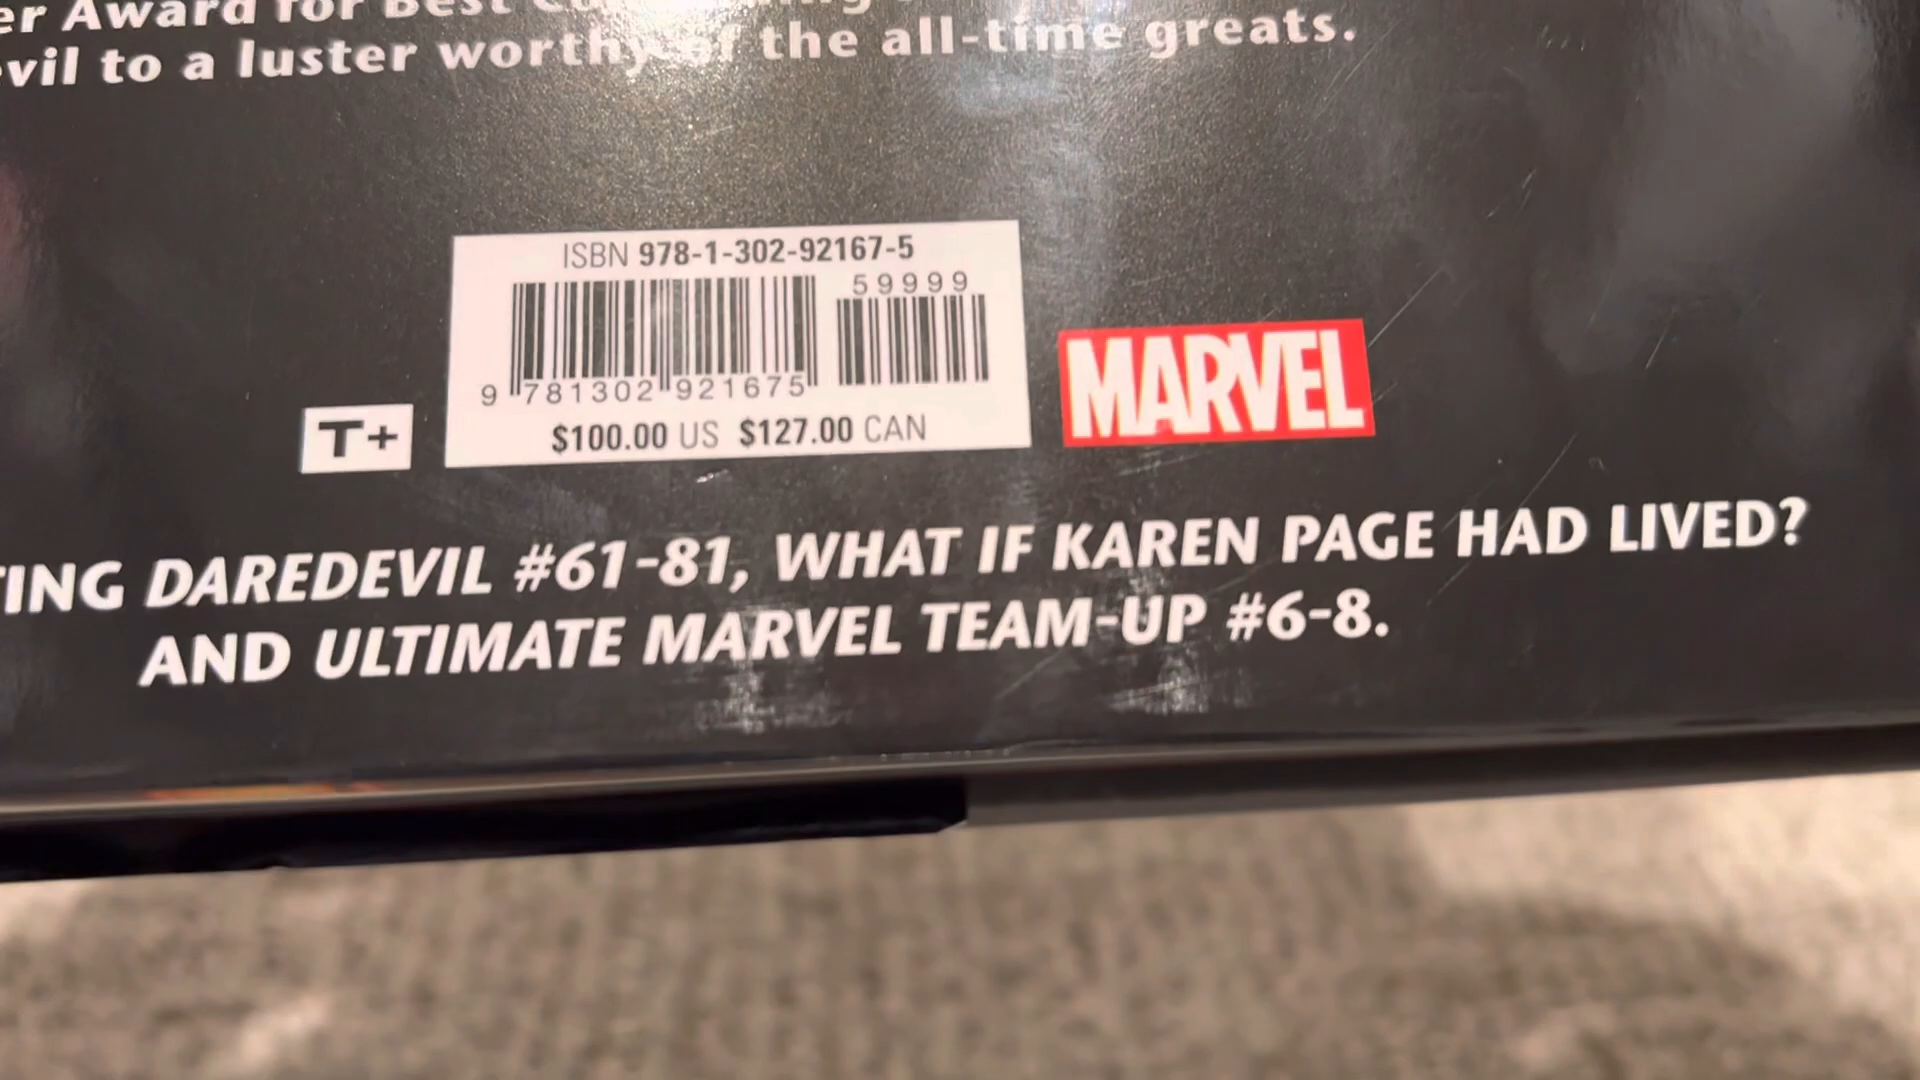 er Award for Best
vil to a luster worthy of the all-time greats.
ISBN 978-1-302-92167-5
59999
9 781302 921675
$100.00 US $127.00 CAN
T+
MARVEL
TING DAREDEVIL #61-81, WHAT IF KAREN PAGE HAD LIVED?
AND ULTIMATE MARVEL TEAM-UP #6-8.